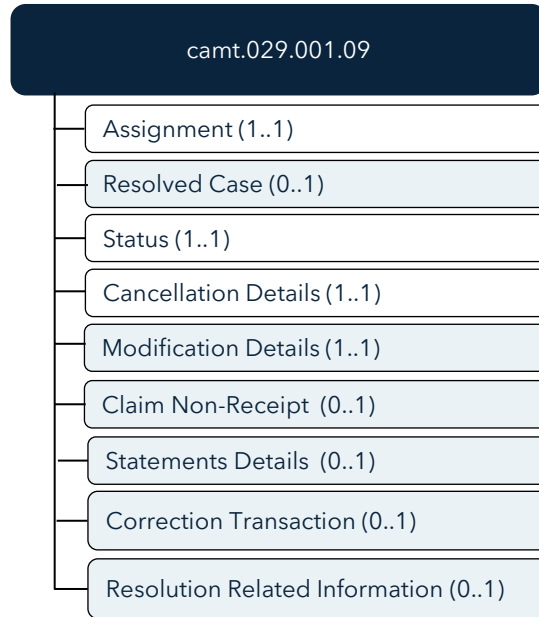 camt.029.001.09
Assignment (1..1)
Resolved Case (0..1)
Status (1..1)
Cancellation Details (1..1)
Modification Details (1..1)
Claim Non-Receipt (0..1)
Statements Details (0..1)
Correction Transaction (0..1)
Resolution Related Information (0..1)